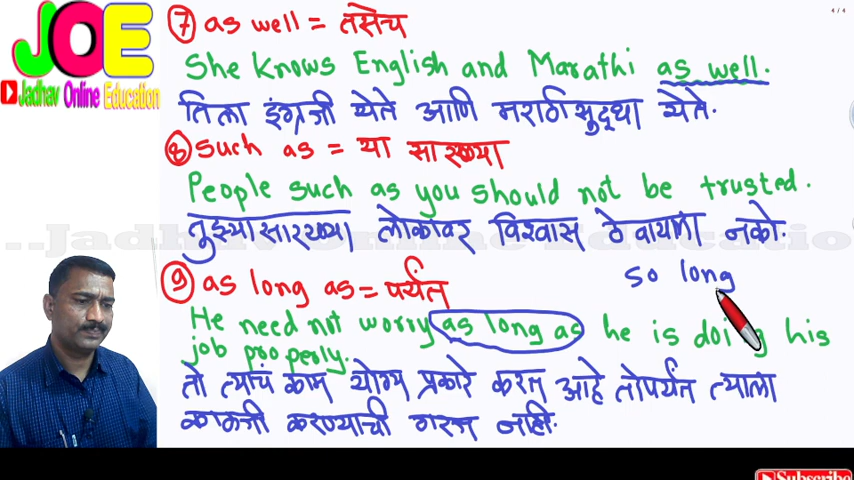 4 / 4
JOE
Jadhav Online Education
⑦ as well = तसेच
She knows English and Marathi as well.
तिला इंग्रजी य्येते आणि मराठीसुद्धा य्येते.
⑧ such as = या सारख्या
People such as you should not be trusted.
तुझ्यासारख्या लोकांवर विश्वास ठेवायला नको.
so long
⑨ as long as = पर्यंत
He need not worry as long as he is doing his
job properly.
तो त्याचं काम योग्य प्रकारे करत आहे तोपर्यंत त्याला
काळजी करण्याची गरज नाही.
Subscribe